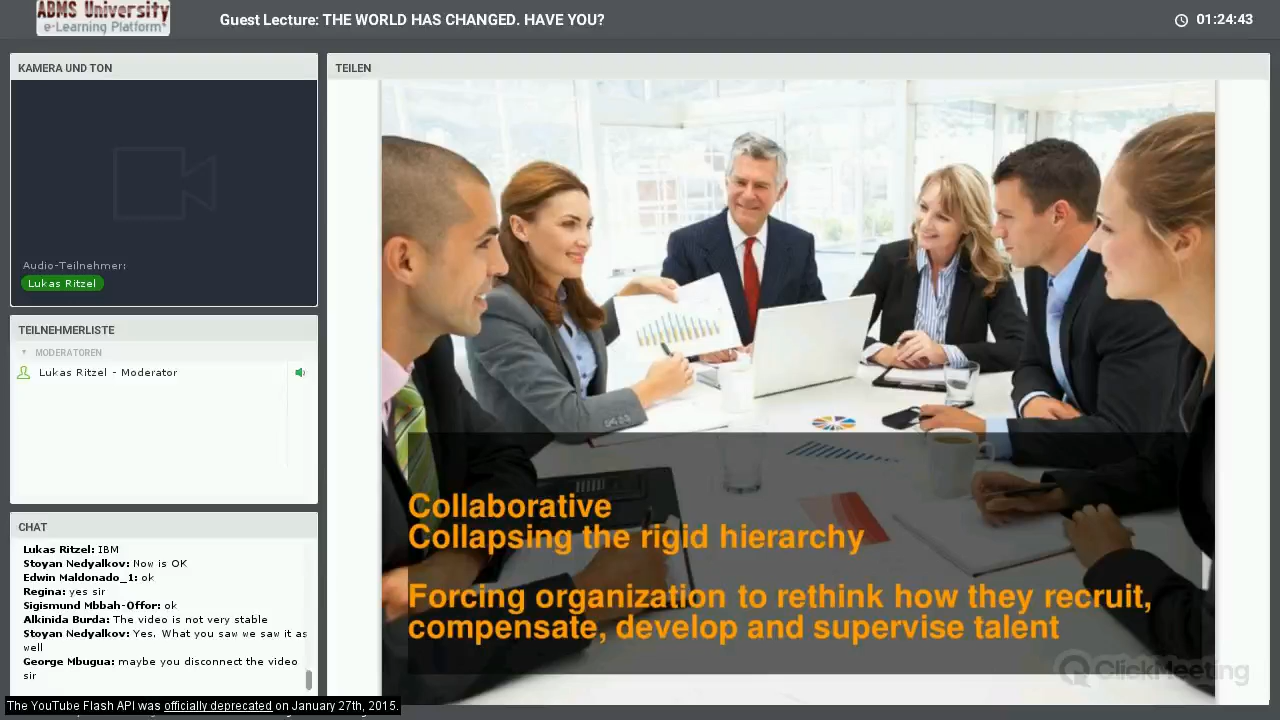 ABMS University
e-Learning Platform
Guest Lecture: THE WORLD HAS CHANGED. HAVE YOU?
01:24:43
KAMERA UND TON
Audio-Teilnehmer:
Lukas Ritzel
TEILNEHMERLISTE
MODERATOREN
Lukas Ritzel - Moderator
CHAT
Lukas Ritzel: IBM
Stoyan Nedyalkov: Now is OK
Edwin Maldonado_1: ok
Regina: yes sir
Sigismund Mbbah-Offor: ok
Alkinida Burda: The video is not very stable
Stoyan Nedyalkov: Yes. What you saw we saw it as
well
George Mbugua: maybe you disconnect the video
sir
The YouTube Flash API was officially deprecated on January 27th, 2015.
TEILEN
Collaborative
Collapsing the rigid hierarchy
Forcing organization to rethink how they recruit,
compensate, develop and supervise talent
ClickMeeting